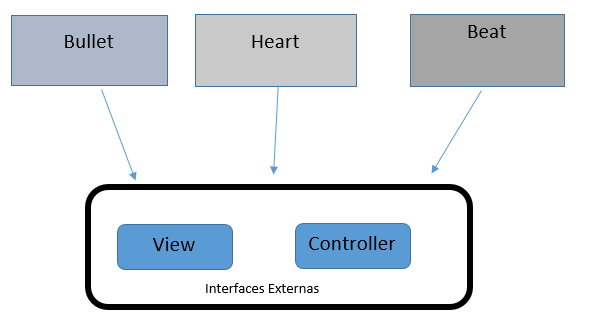 Bullet
Heart
Beat
View
Controller
Interfaces Externas